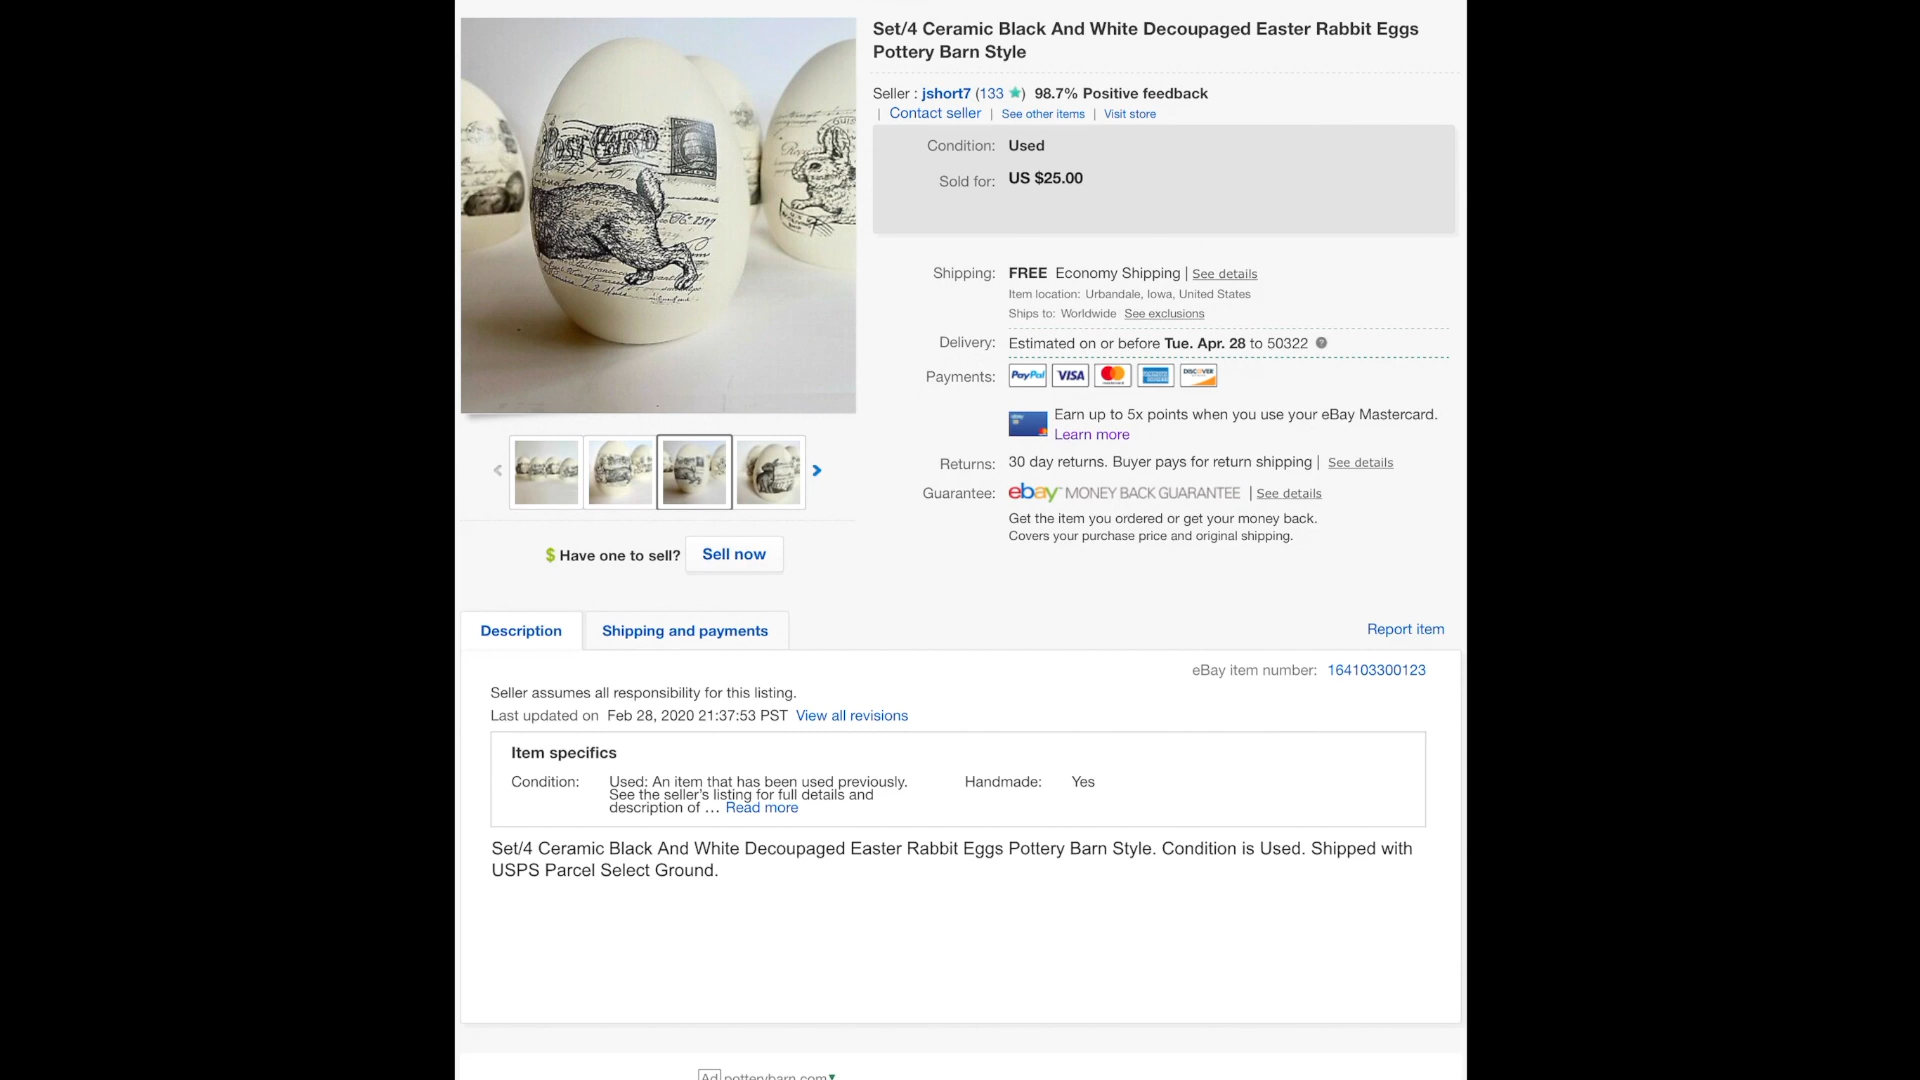 Set/4 Ceramic Black And White Decoupaged Easter Rabbit Eggs
Pottery Barn Style
Seller : jshort7 (133 ) 98.7% Positive feedback
| Contact seller | See other items | Visit store
Condition: Used
Sold for: US $25.00
Shipping: FREE Economy Shipping | See details
Item location: Urbandale, Iowa, United States
Ships to: Worldwide See exclusions
Delivery: Estimated on or before Tue. Apr. 28 to 50322
Payments: PayPal VISA DISCOVER
Earn up to 5x points when you use your eBay Mastercard.
Learn more
Returns: 30 day returns. Buyer pays for return shipping | See details
Guarantee: ebay MONEY BACK GUARANTEE | See details
Get the item you ordered or get your money back.
Covers your purchase price and original shipping.
POST CARD
$ Have one to sell? Sell now
Description Shipping and payments Report item
eBay item number: 164103300123
Seller assumes all responsibility for this listing.
Last updated on Feb 28, 2020 21:37:53 PST View all revisions
Item specifics
Condition: Used: An item that has been used previously. Handmade: Yes
See the seller's listing for full details and
description of ... Read more
Set/4 Ceramic Black And White Decoupaged Easter Rabbit Eggs Pottery Barn Style. Condition is Used. Shipped with
USPS Parcel Select Ground.
Ad potterybarn.com